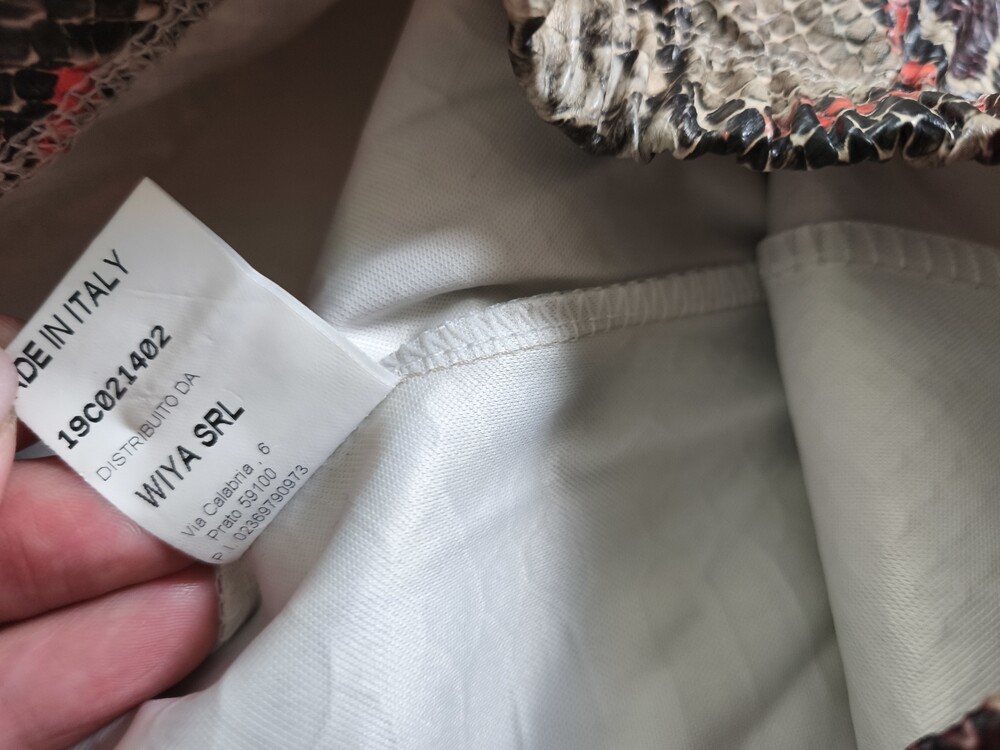 ADE IN ITALY
19C021402
DISTRIBUITO DA
WIYA SRL
Via Calabria , 6
Prato 59100
P.I. 02369790973